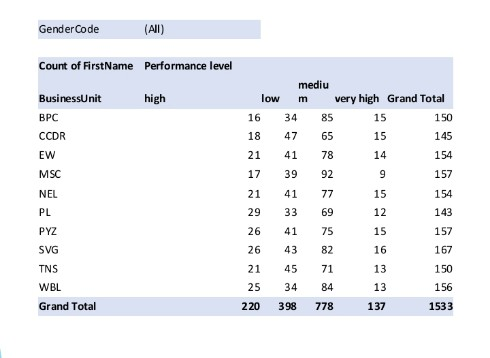 GenderCode (All)
Count of FirstName Performance level
BusinessUnit high low medium very high Grand Total
BPC 16 34 85 15 150
CCDR 18 47 65 15 145
EW 21 41 78 14 154
MSC 17 39 92 9 157
NEL 21 41 77 15 154
PL 29 33 69 12 143
PYZ 26 41 75 15 157
SVG 26 43 82 16 167
TNS 21 45 71 13 150
WBL 25 34 84 13 156
Grand Total 220 398 778 137 1533